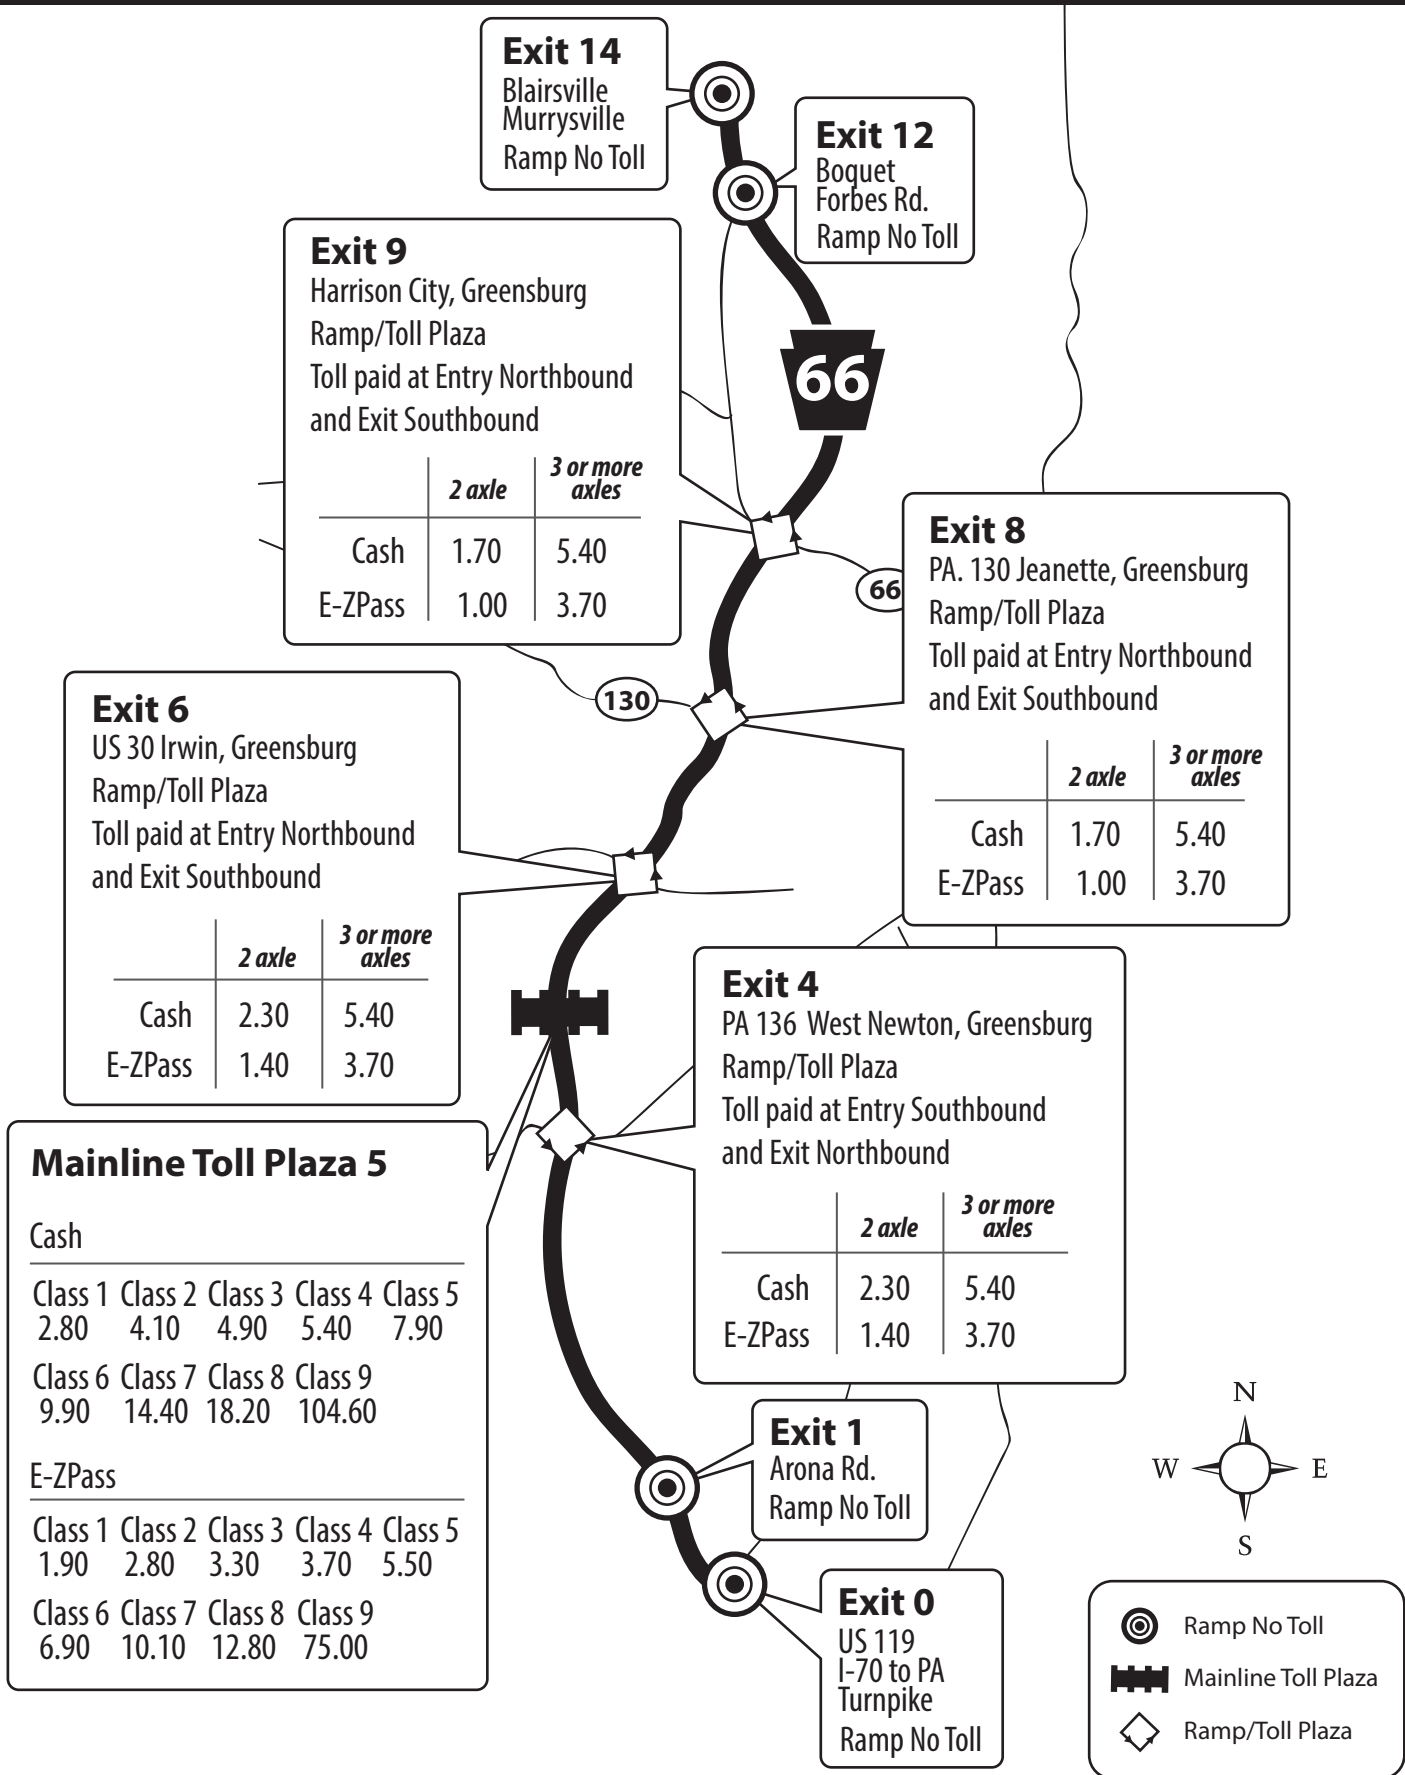 Exit 14
Blairsville
Murrysville
Ramp No Toll
Exit 12
Boquet
Forbes Rd.
Ramp No Toll
Exit 9
Harrison City, Greensburg
Ramp/Toll Plaza
Toll paid at Entry Northbound
and Exit Southbound
2 axle 3 or more
axles
Cash 1.70 5.40
E-ZPass 1.00 3.70
66
66
Exit 8
PA. 130 Jeanette, Greensburg
Ramp/Toll Plaza
Toll paid at Entry Northbound
and Exit Southbound
2 axle 3 or more
axles
Cash 1.70 5.40
E-ZPass 1.00 3.70
130
Exit 6
US 30 Irwin, Greensburg
Ramp/Toll Plaza
Toll paid at Entry Northbound
and Exit Southbound
2 axle 3 or more
axles
Cash 2.30 5.40
E-ZPass 1.40 3.70
Exit 4
PA 136 West Newton, Greensburg
Ramp/Toll Plaza
Toll paid at Entry Southbound
and Exit Northbound
2 axle 3 or more
axles
Cash 2.30 5.40
E-ZPass 1.40 3.70
Mainline Toll Plaza 5
Cash
Class 1 Class 2 Class 3 Class 4 Class 5
2.80 4.10 4.90 5.40 7.90
Class 6 Class 7 Class 8 Class 9
9.90 14.40 18.20 104.60
E-ZPass
Class 1 Class 2 Class 3 Class 4 Class 5
1.90 2.80 3.30 3.70 5.50
Class 6 Class 7 Class 8 Class 9
6.90 10.10 12.80 75.00
Exit 1
Arona Rd.
Ramp No Toll
Exit 0
US 119
I-70 to PA
Turnpike
Ramp No Toll
N
W E
S
Ramp No Toll
Mainline Toll Plaza
Ramp/Toll Plaza